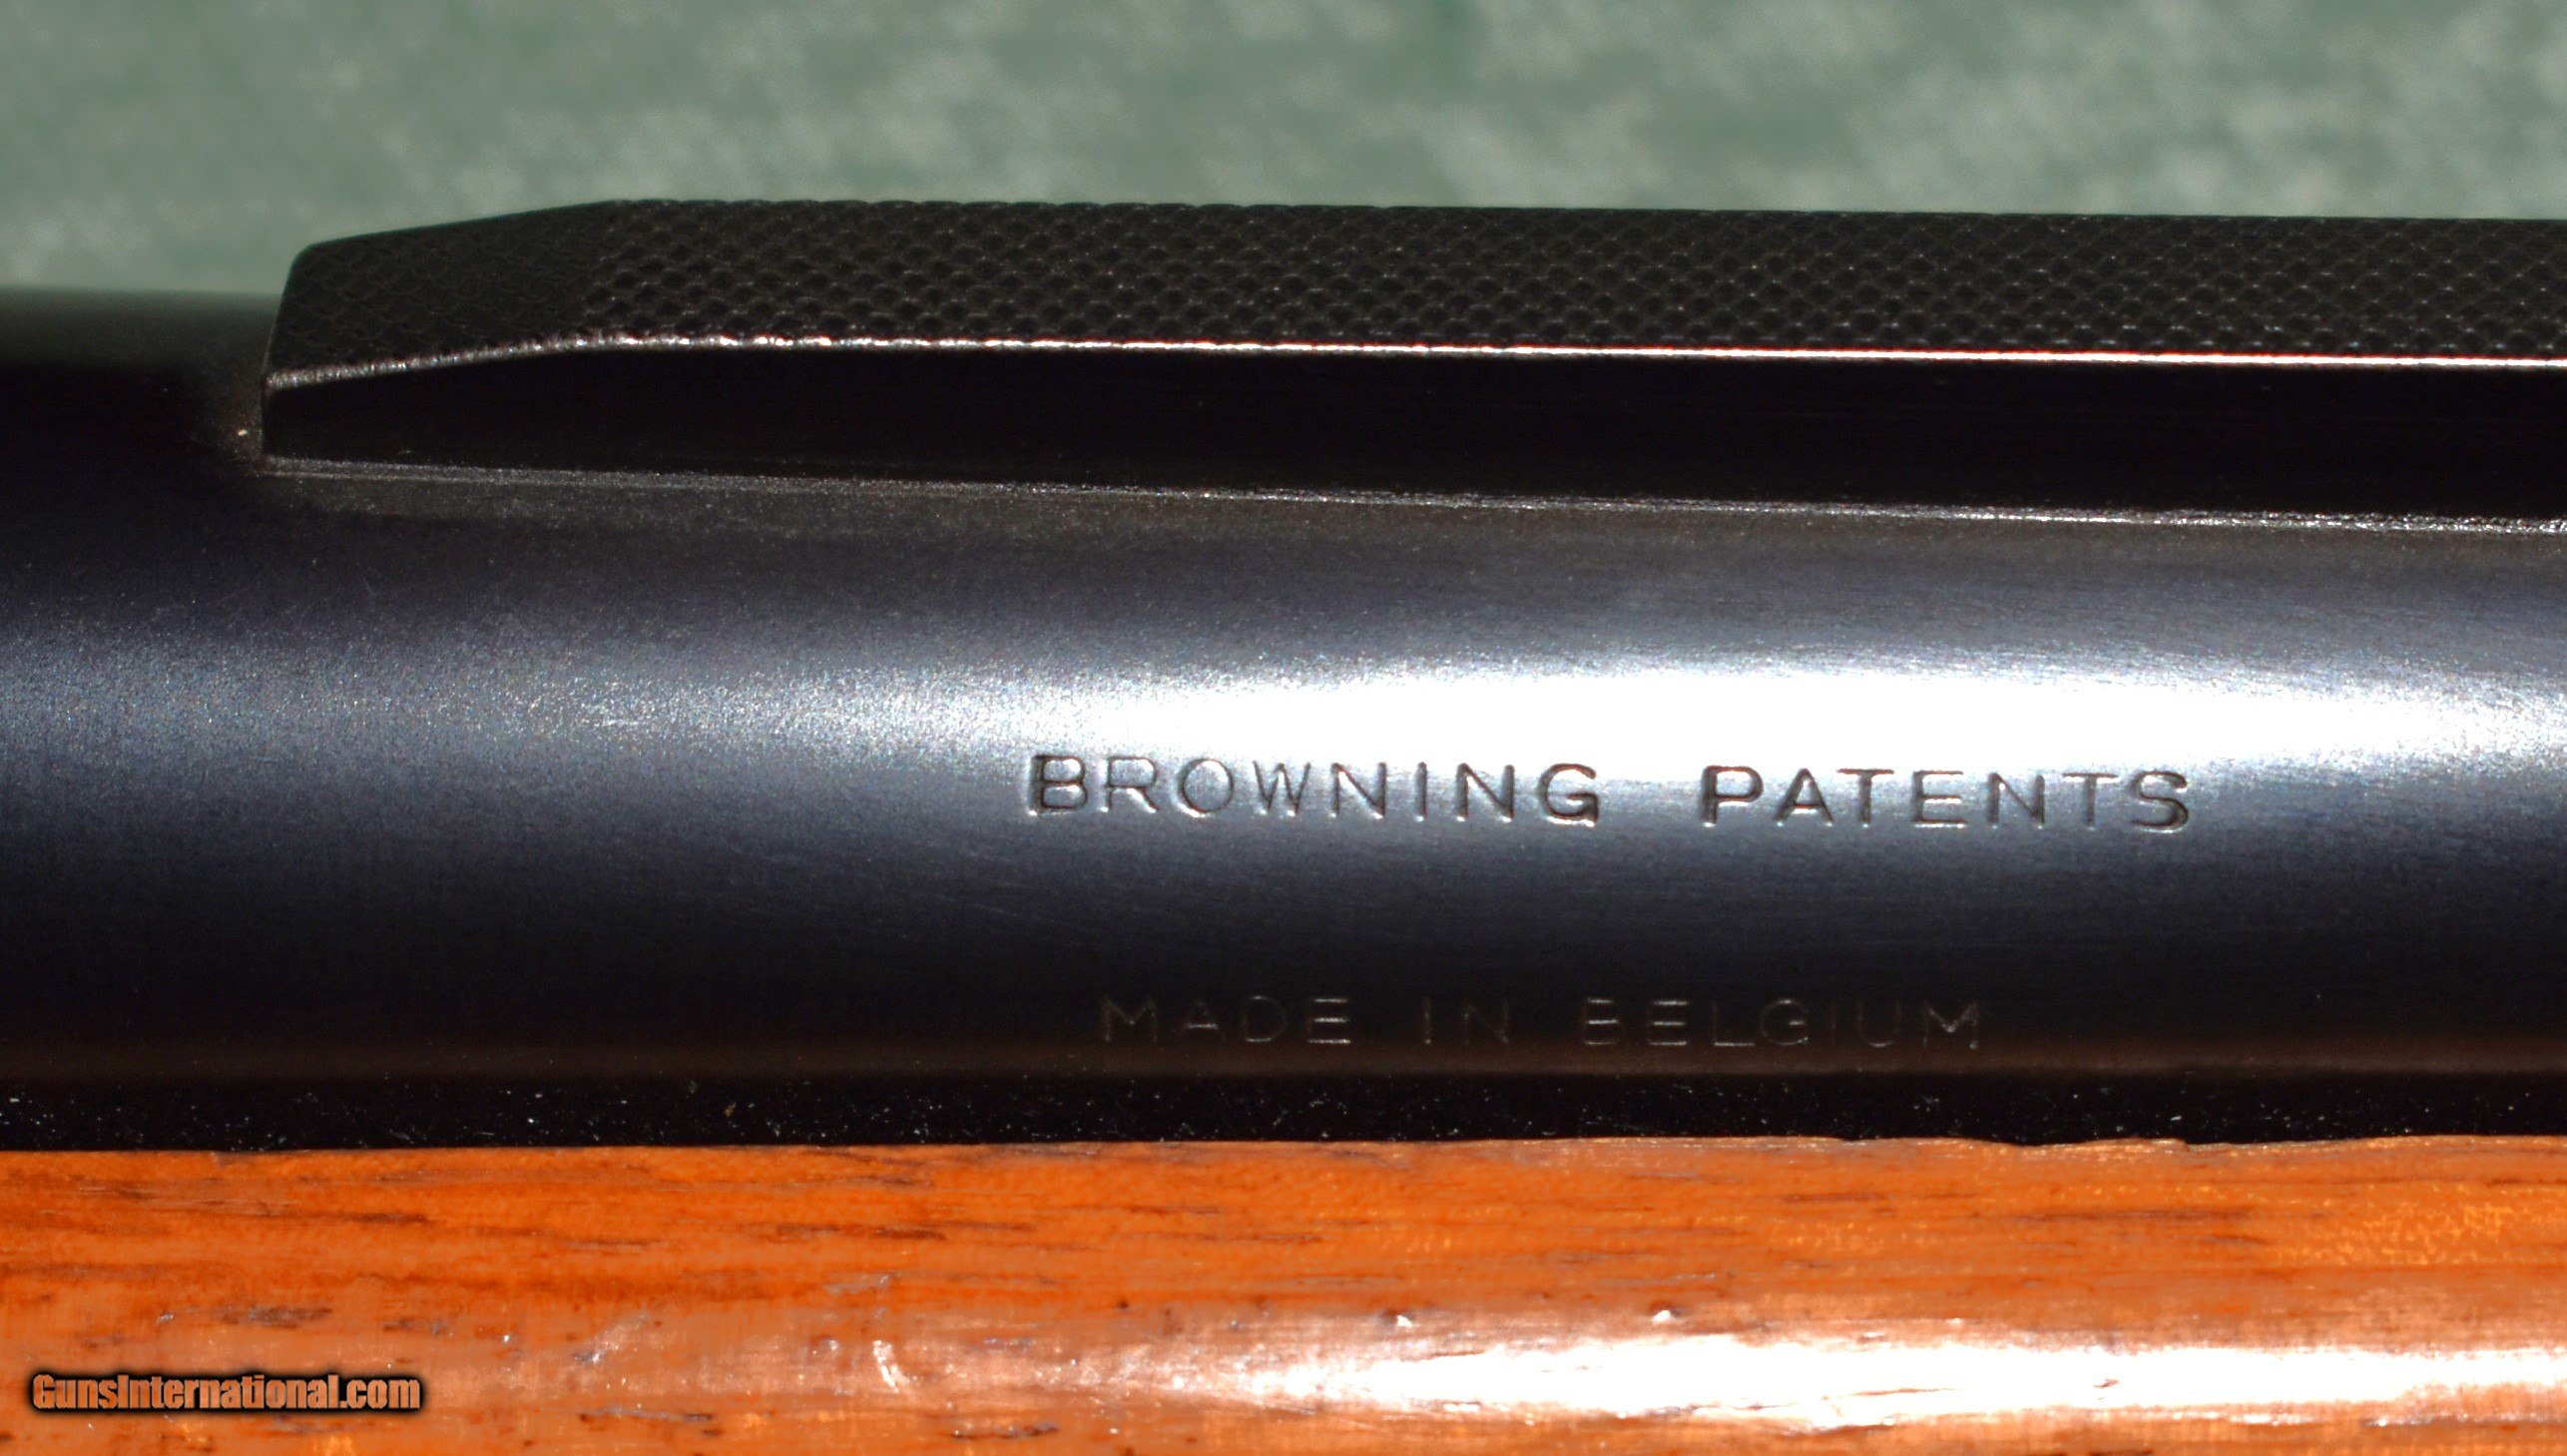 BROWNING PATENTS
MADE IN BELGIUM
GunsInternational.com